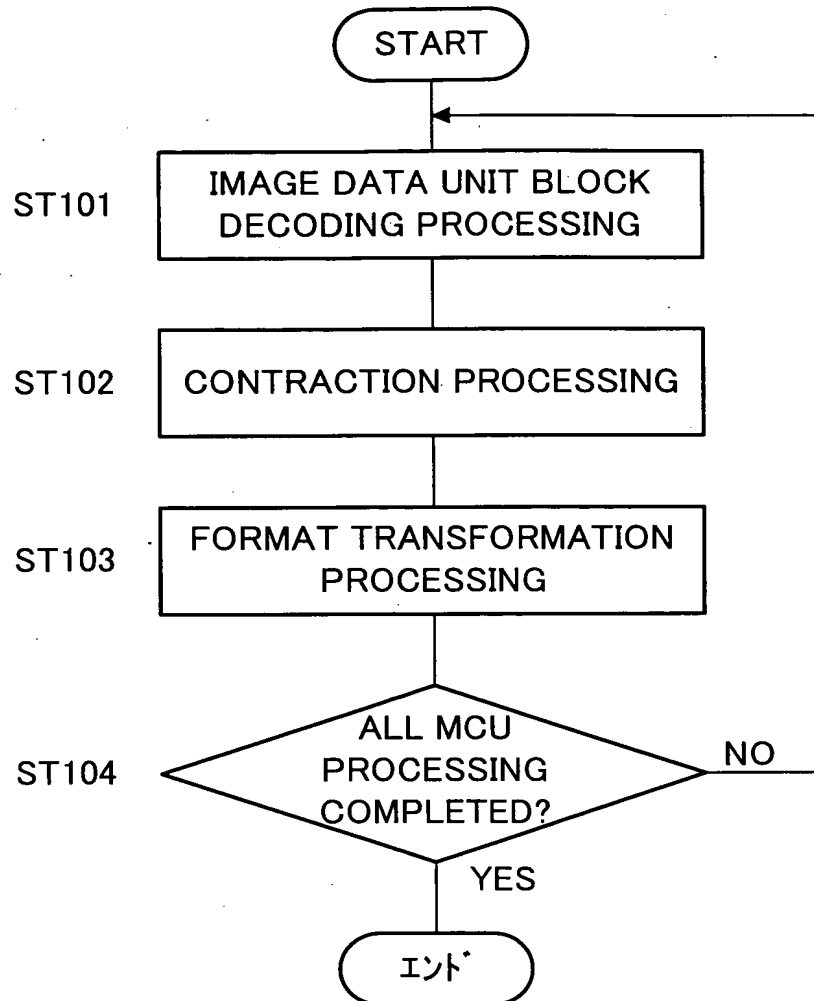 START
ST101
IMAGE DATA UNIT BLOCK
DECODING PROCESSING
ST102
CONTRACTION PROCESSING
ST103
FORMAT TRANSFORMATION
PROCESSING
ST104
ALL MCU
PROCESSING
COMPLETED?
NO
YES
エンド